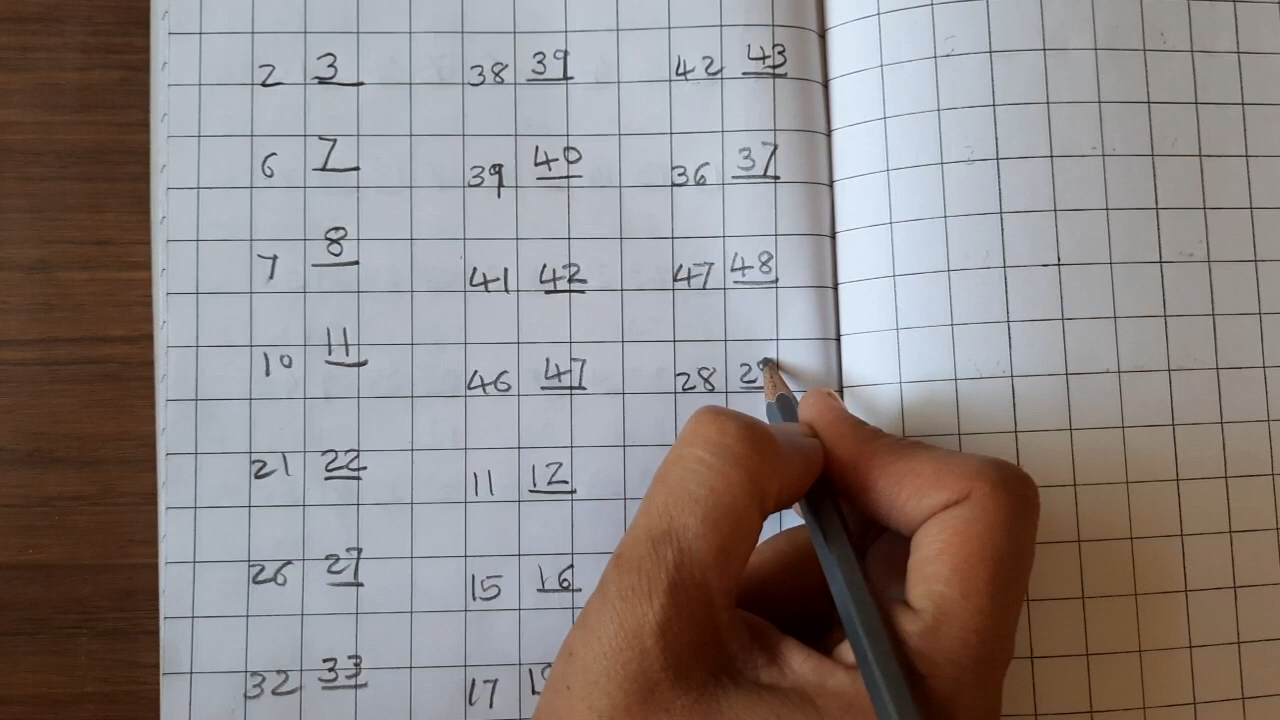 2 3 38 39 42 43
6 7 39 40 36 37
7 8 41 42 47 48
10 11 46 47 28
21 22 11 12
26 27 15 16
32 33 17